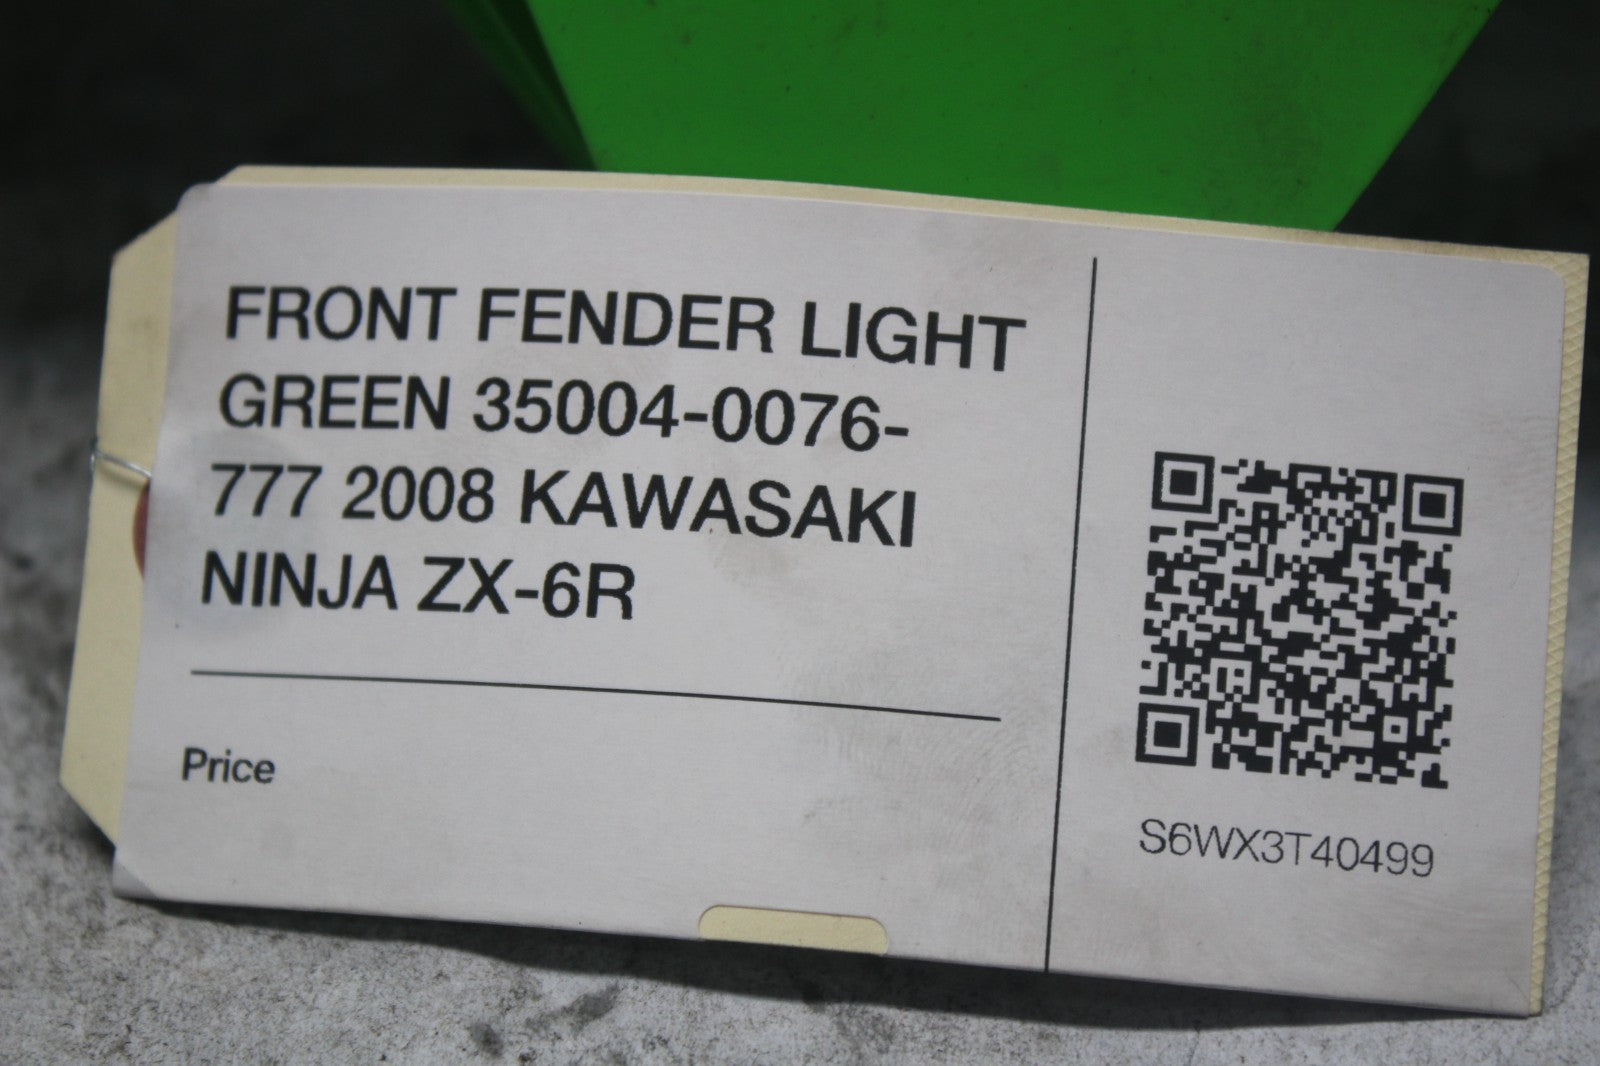 FRONT FENDER LIGHT
GREEN 35004-0076-
777 2008 KAWASAKI
NINJA ZX-6R
Price
S6WX3T40499